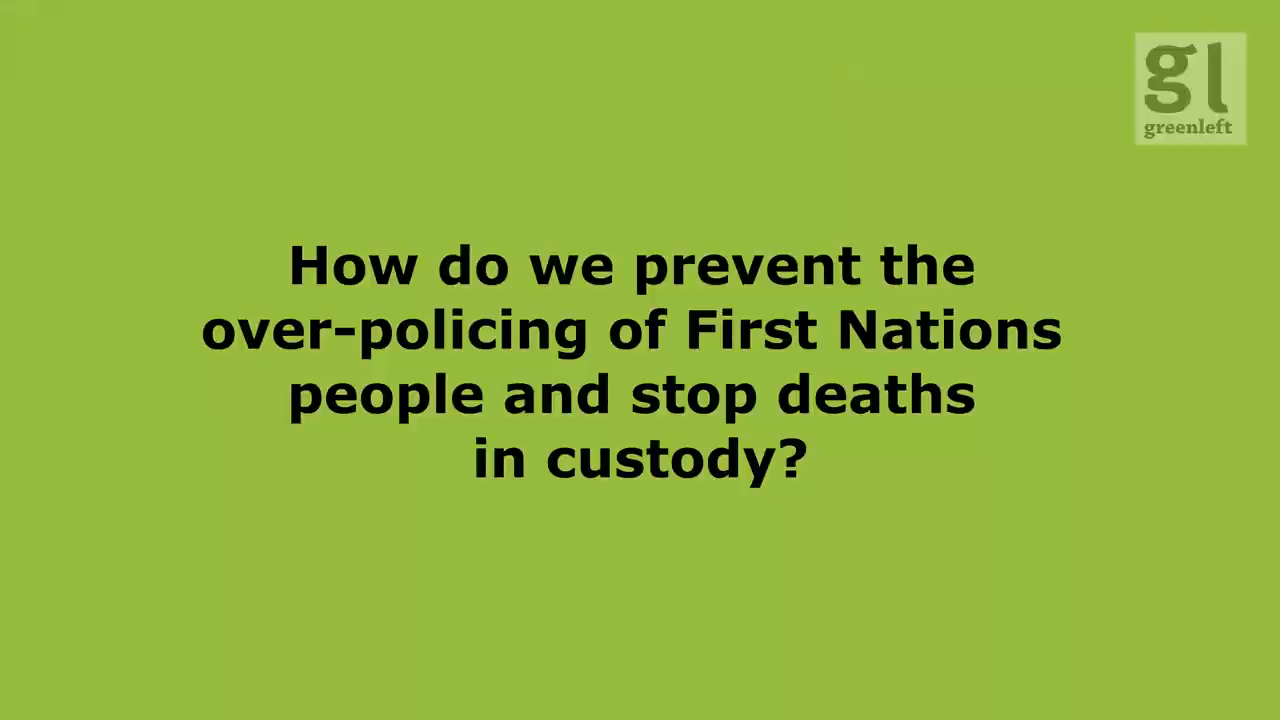 gl
greenleft
How do we prevent the
over-policing of First Nations
people and stop deaths
in custody?